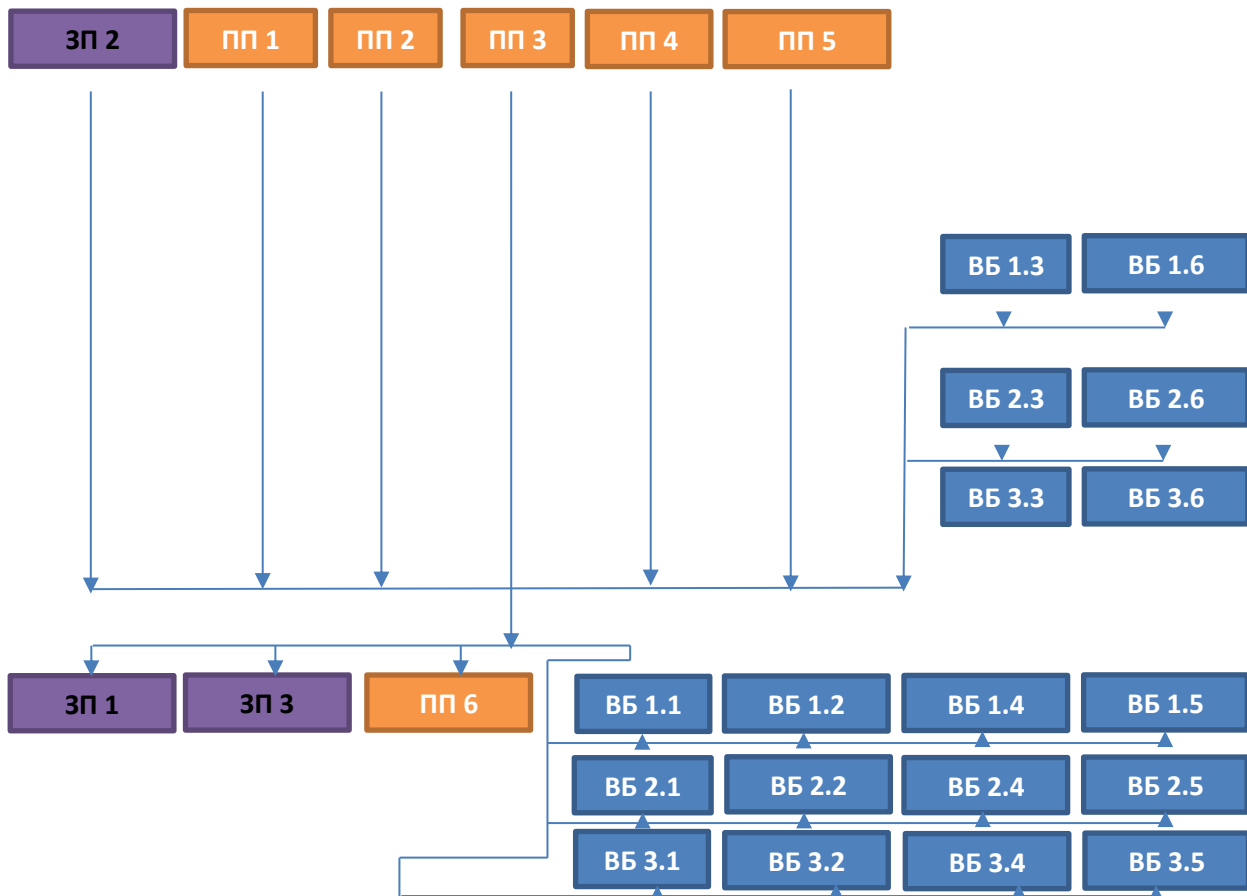 ЗП 2 ПП 1 ПП 2 ПП 3 ПП 4 ПП 5
ВБ 1.3 ВБ 1.6
ВБ 2.3 ВБ 2.6
ВБ 3.3 ВБ 3.6
ЗП 1 ЗП 3 ПП 6 ВБ 1.1 ВБ 1.2 ВБ 1.4 ВБ 1.5
ВБ 2.1 ВБ 2.2 ВБ 2.4 ВБ 2.5
ВБ 3.1 ВБ 3.2 ВБ 3.4 ВБ 3.5